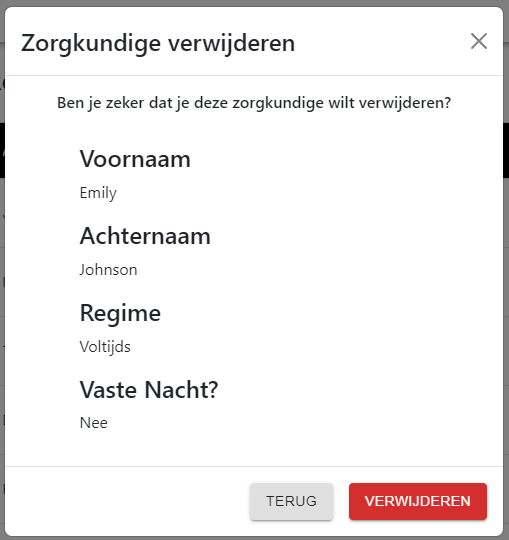 Zorgkundige verwijderen
Ben je zeker dat je deze zorgkundige wilt verwijderen?
Voornaam
Emily
Achternaam
Johnson
Regime
Voltijds
Vaste Nacht?
Nee
TERUG
VERWIJDEREN